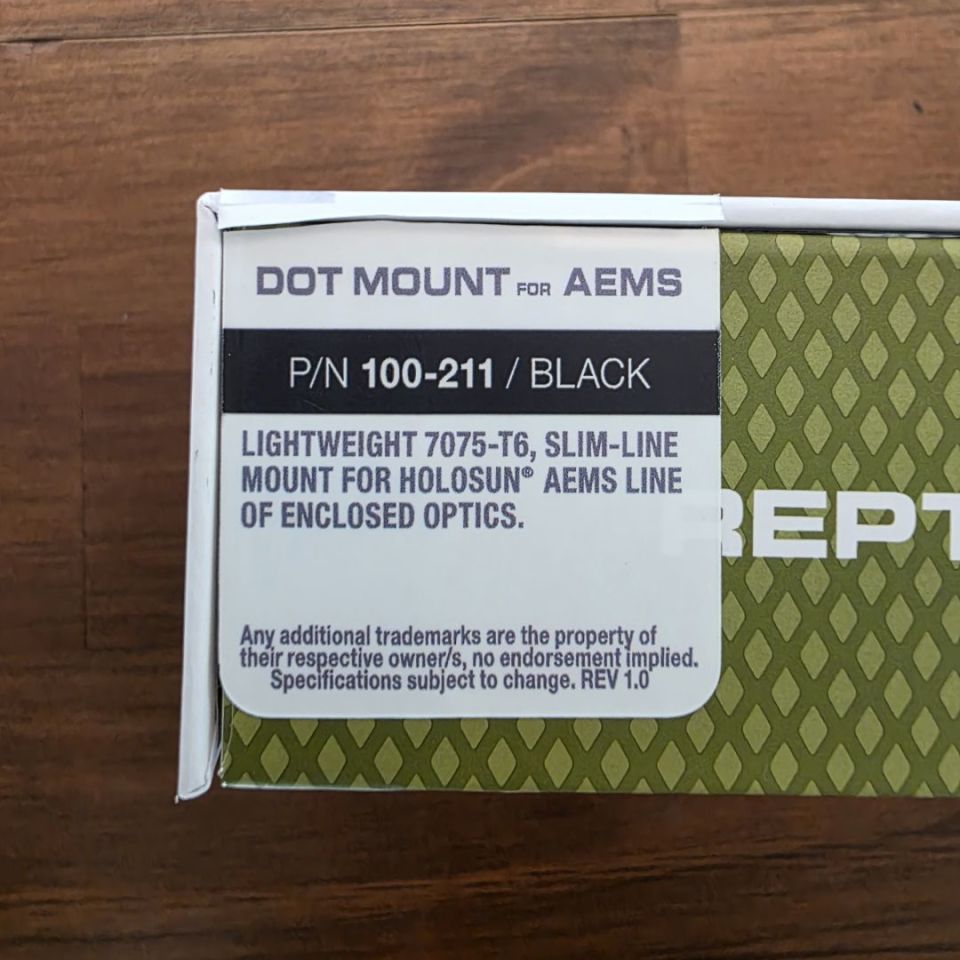 DOT MOUNT FOR AEMS
P/N 100-211 / BLACK
LIGHTWEIGHT 7075-T6, SLIM-LINE
MOUNT FOR HOLOSUN® AEMS LINE
OF ENCLOSED OPTICS.
REPT
Any additional trademarks are the property of
their respective owner/s, no endorsement implied.
Specifications subject to change. REV 1.0